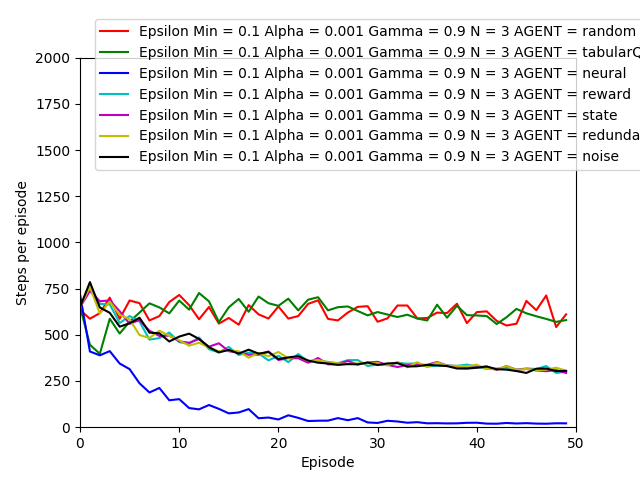 Epsilon Min = 0.1 Alpha = 0.001 Gamma = 0.9 N = 3 AGENT = random
Epsilon Min = 0.1 Alpha = 0.001 Gamma = 0.9 N = 3 AGENT = tabularQ
Epsilon Min = 0.1 Alpha = 0.001 Gamma = 0.9 N = 3 AGENT = neural
Epsilon Min = 0.1 Alpha = 0.001 Gamma = 0.9 N = 3 AGENT = reward
Epsilon Min = 0.1 Alpha = 0.001 Gamma = 0.9 N = 3 AGENT = state
Epsilon Min = 0.1 Alpha = 0.001 Gamma = 0.9 N = 3 AGENT = redunda
Epsilon Min = 0.1 Alpha = 0.001 Gamma = 0.9 N = 3 AGENT = noise
2000
1750
1500
1250
1000
750
500
250
0
Steps per episode
0 10 20 30 40 50
Episode